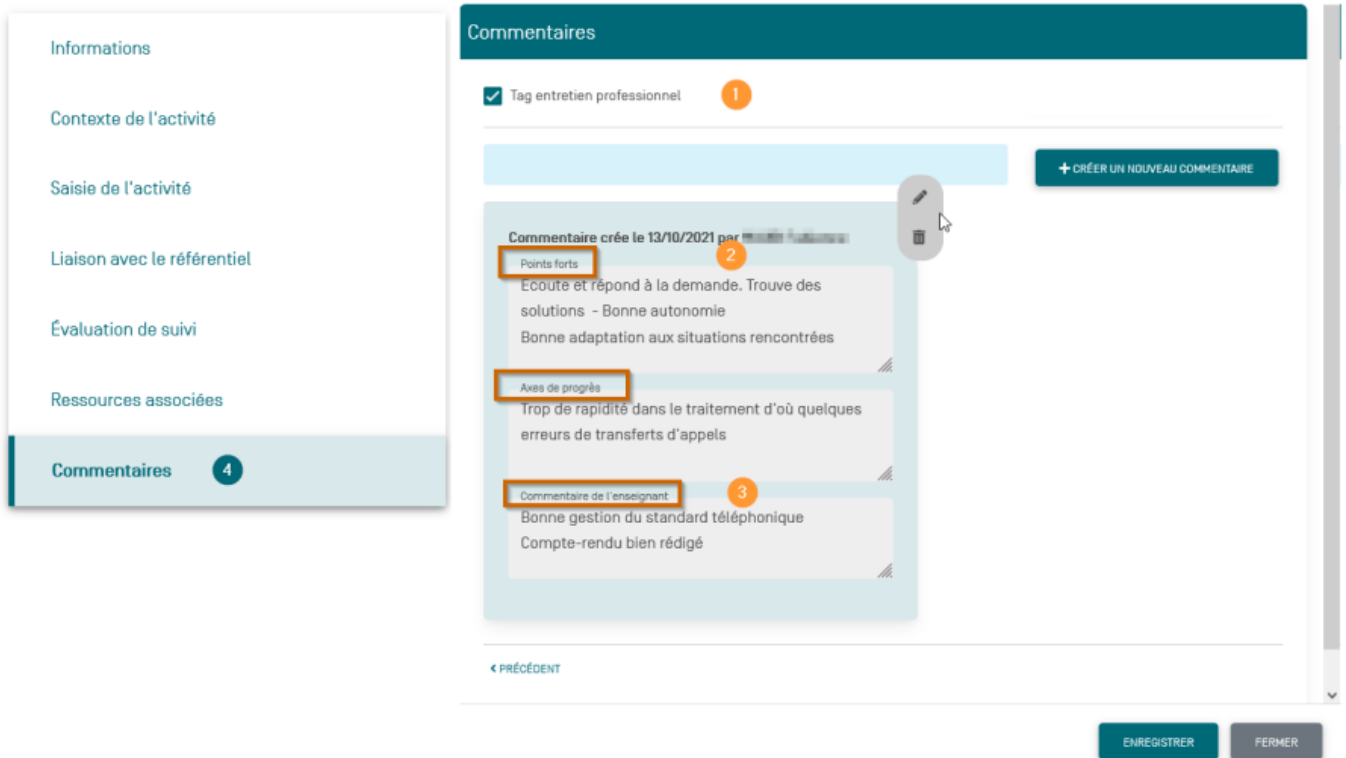 Informations
Contexte de l'activité
Saisie de l'activité
Liaison avec le référentiel
Évaluation de suivi
Ressources associées
Commentaires 4
Commentaires
Tag entretien professionnel 1
+ CRÉER UN NOUVEAU COMMENTAIRE
Commentaire crée le 13/10/2021 par
2
Points forts
Ecoute et répond à la demande. Trouve des
solutions - Bonne autonomie
Bonne adaptation aux situations rencontrées
Axes de progrès
Trop de rapidité dans le traitement d'où quelques
erreurs de transferts d'appels
Commentaire de l'enseignant 3
Bonne gestion du standard téléphonique
Compte-rendu bien rédigé
< PRÉCÉDENT
ENREGISTRER
FERMER